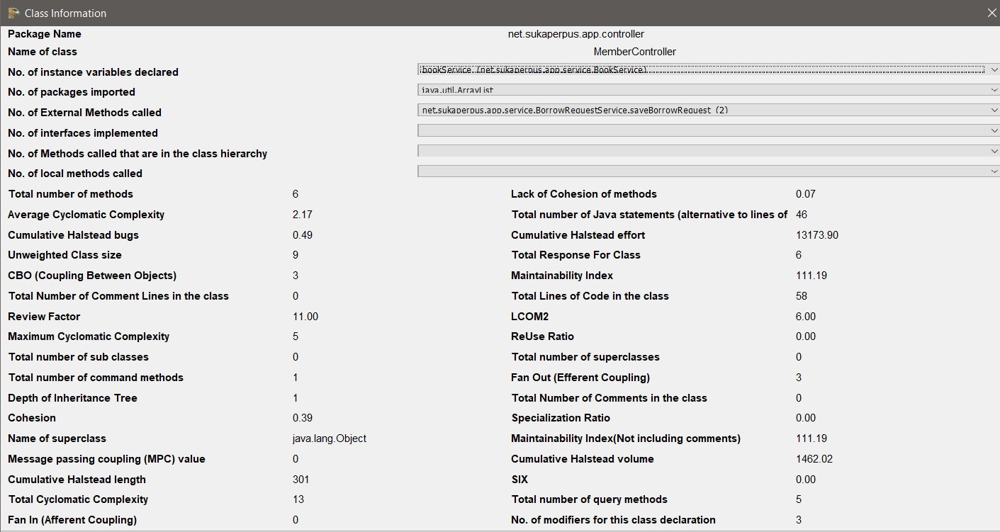 Class Information
Package Name net.sukaperpus.app.controller
Name of class MemberController
No. of instance variables declared bookService (net.sukaperpus.app.service.BookService)
No. of packages imported java.util.ArrayList
No. of External Methods called net.sukaperpus.app.service.BorrowRequestService.saveBorrowRequest (2)
No. of interfaces implemented
No. of Methods called that are in the class hierarchy
No. of local methods called
Total number of methods 6 Lack of Cohesion of methods 0.07
Average Cyclomatic Complexity 2.17 Total number of Java statements (alternative to lines of 46
Cumulative Halstead bugs 0.49 Cumulative Halstead effort 13173.90
Unweighted Class size 9 Total Response For Class 6
CBO (Coupling Between Objects) 3 Maintainability Index 111.19
Total Number of Comment Lines in the class 0 Total Lines of Code in the class 58
Review Factor 11.00 LCOM2 6.00
Maximum Cyclomatic Complexity 5 ReUse Ratio 0.00
Total number of sub classes 0 Total number of superclasses 0
Total number of command methods 1 Fan Out (Efferent Coupling) 3
Depth of Inheritance Tree 1 Total Number of Comments in the class 0
Cohesion 0.39 Specialization Ratio 0.00
Name of superclass java.lang.Object Maintainability Index(Not including comments) 111.19
Message passing coupling (MPC) value 0 Cumulative Halstead volume 1462.02
Cumulative Halstead length 301 SIX 0.00
Total Cyclomatic Complexity 13 Total number of query methods 5
Fan In (Afferent Coupling) 0 No. of modifiers for this class declaration 3